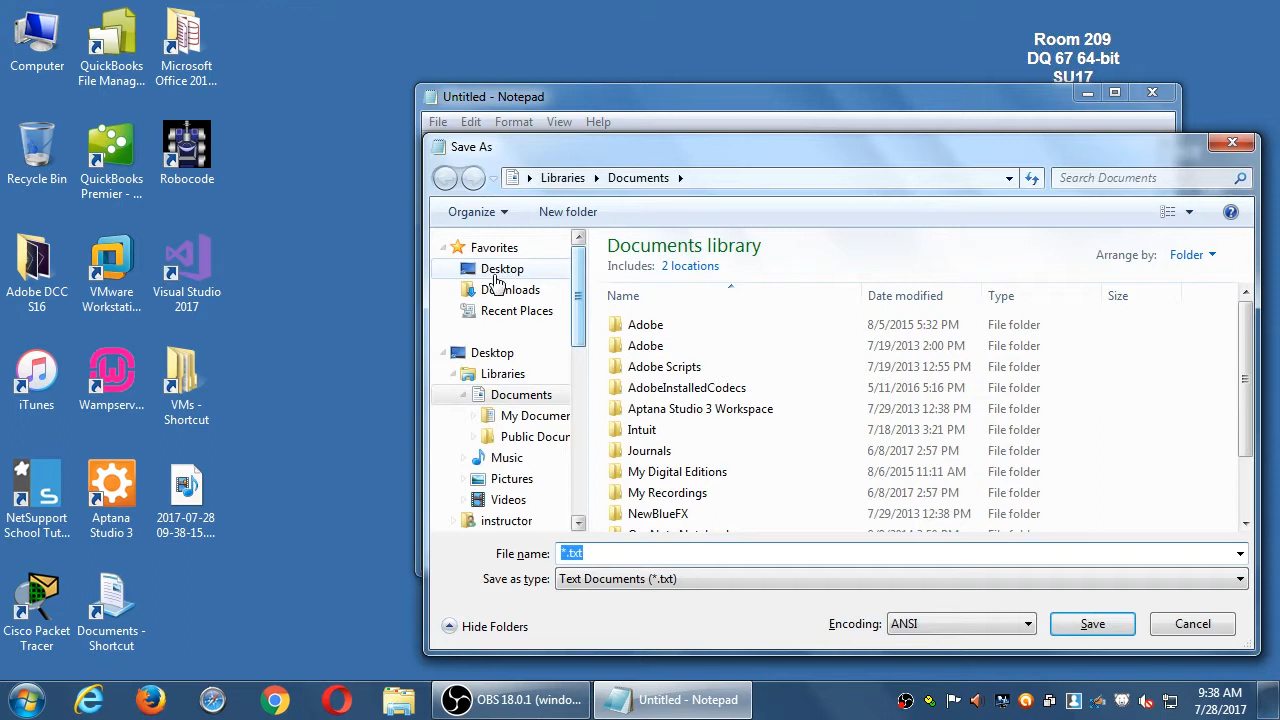 Computer
QuickBooks
File Manag...
Microsoft
Office 201...
Recycle Bin
QuickBooks
Premier - ...
Robocode
Adobe DCC
S16
VMware
Workstati...
Visual Studio
2017
iTunes
Wampserv...
VMs -
Shortcut
NetSupport
School Tut...
Aptana
Studio 3
2017-07-28
09-38-15....
Cisco Packet
Tracer
Documents -
Shortcut
Room 209
DQ 67 64-bit
SU17
Untitled - Notepad
File Edit Format View Help
Save As
Libraries Documents
Search Documents
Organize New folder
Favorites
Desktop
Downloads
Recent Places
Desktop
Libraries
Documents
My Documer
Public Docur
Music
Pictures
Videos
instructor
Documents library
Includes: 2 locations
Arrange by: Folder
Name Date modified Type Size
Adobe 8/5/2015 5:32 PM File folder
Adobe 7/19/2013 2:00 PM File folder
Adobe Scripts 7/19/2013 12:55 PM File folder
AdobeInstalledCodecs 5/11/2016 5:16 PM File folder
Aptana Studio 3 Workspace 7/29/2013 12:38 PM File folder
Intuit 7/18/2013 3:21 PM File folder
Journals 6/8/2017 2:57 PM File folder
My Digital Editions 8/6/2015 11:11 AM File folder
My Recordings 6/8/2017 2:57 PM File folder
NewBlueFX 7/29/2013 12:38 PM File folder
File name: *.txt
Save as type: Text Documents (*.txt)
Hide Folders
Encoding: ANSI
Save
Cancel
OBS 18.0.1 (windo...
Untitled - Notepad
9:38 AM
7/28/2017